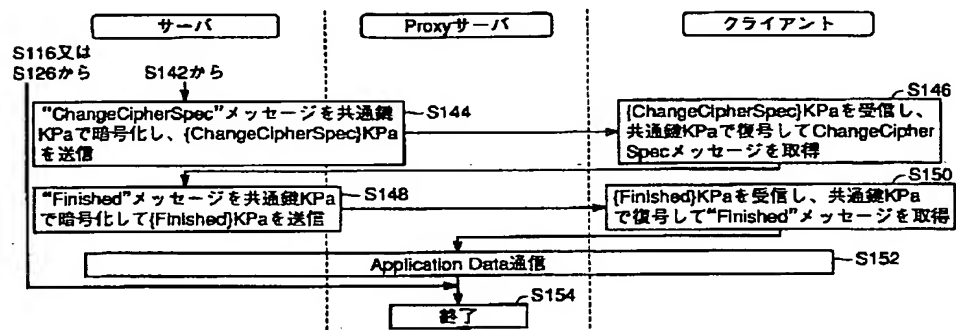 サーバ
Proxyサーバ
クライアント
S116又は
S126から
S142から
"ChangeCipherSpec"メッセージを共通鍵
KPaで暗号化し、{ChangeCipherSpec}KPa
を送信
S144
S146
{ChangeCipherSpec}KPaを受信し、
共通鍵KPaで復号してChangeCipher
Specメッセージを取得
"Finished"メッセージを共通鍵KPa
で暗号化して{Finished}KPaを送信
S148
S150
{Finished}KPaを受信し、共通鍵KPa
で復号して"Finished"メッセージを取得
Application Data通信
S152
S154
終了